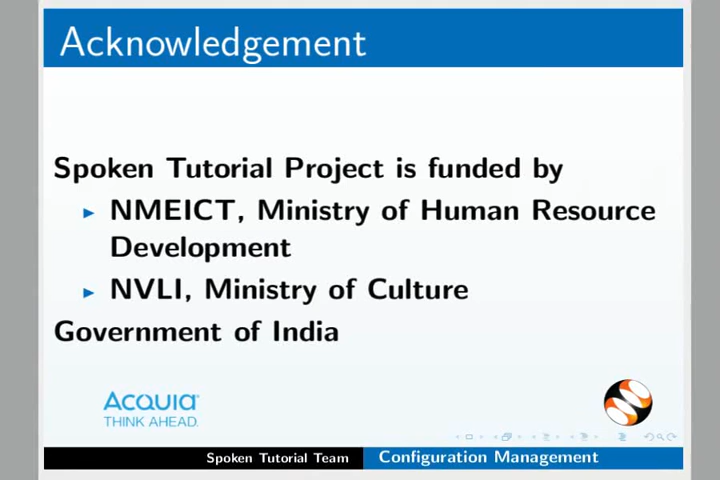 Acknowledgement
Spoken Tutorial Project is funded by
NMEICT, Ministry of Human Resource
Development
NVLI, Ministry of Culture
Government of India
ACQUIA
THINK AHEAD.
Spoken Tutorial Team
Configuration Management